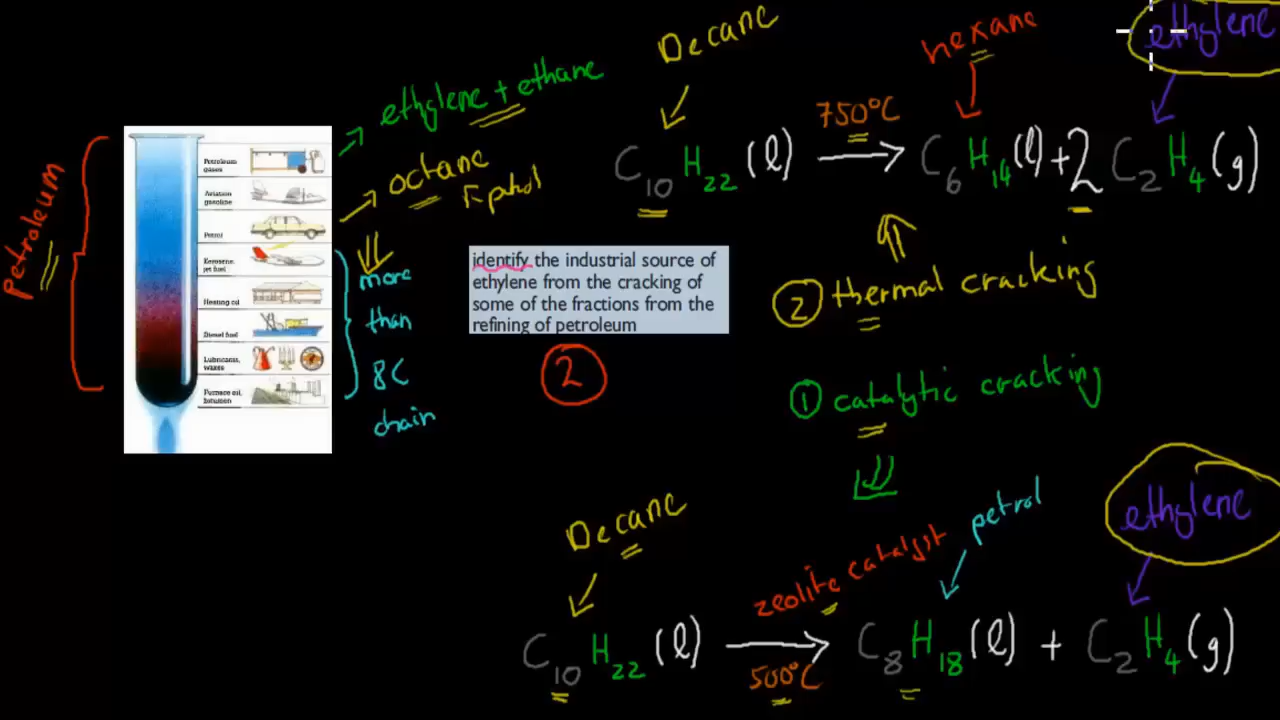 Decane
hexane
ethylene
ethylene + ethane
750°C
C10H22 (l) → C6H14(l) + 2 C2H4(g)
Petroleum
octane
petrol
Petroleum gases
Aviation gasoline
Petrol
Kerosene, jet fuel
Heating oil
Diesel fuel
Lubricants, waxes
Furnace oil, bitumen
more
than
8C
chain
identify the industrial source of
ethylene from the cracking of
some of the fractions from the
refining of petroleum
2
2 thermal cracking
1 catalytic cracking
Decane
zeolite catalyst
petrol
ethylene
C10H22 (l) → C8H18(l) + C2H4(g)
500°C